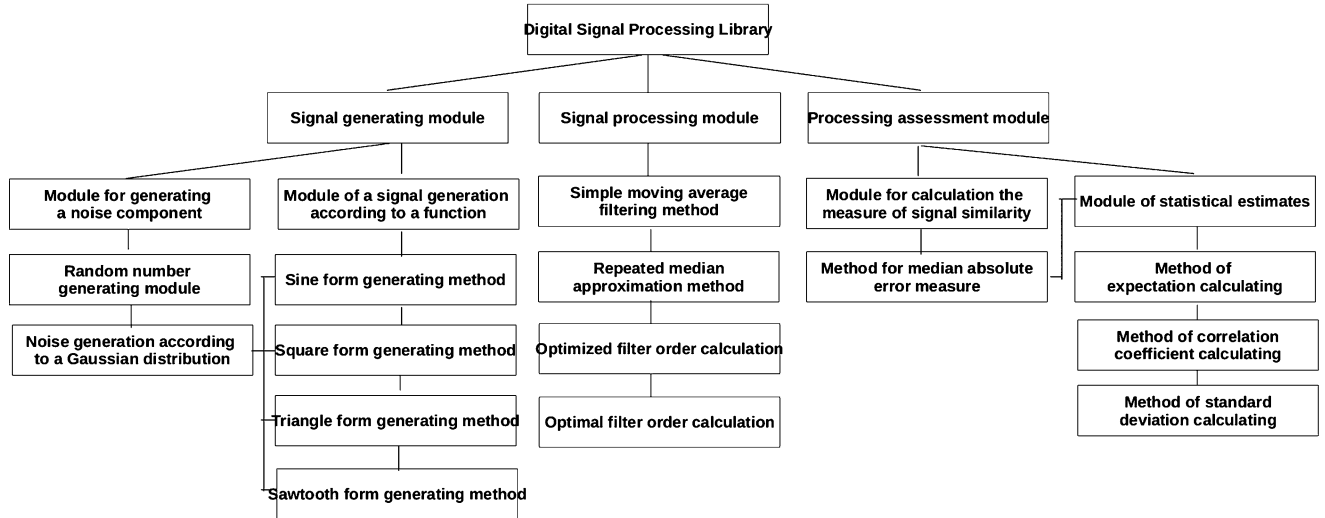 Digital Signal Processing Library
Signal generating module
Signal processing module
Processing assessment module
Module for generating
a noise component
Module of a signal generation
according to a function
Simple moving average
filtering method
Module for calculation the
measure of signal similarity
Module of statistical estimates
Random number
generating module
Sine form generating method
Repeated median
approximation method
Method for median absolute
error measure
Method of
expectation calculating
Noise generation according
to a Gaussian distribution
Square form generating method
Optimized filter order calculation
Method of correlation
coefficient calculating
Triangle form generating method
Optimal filter order calculation
Method of standard
deviation calculating
Sawtooth form generating method